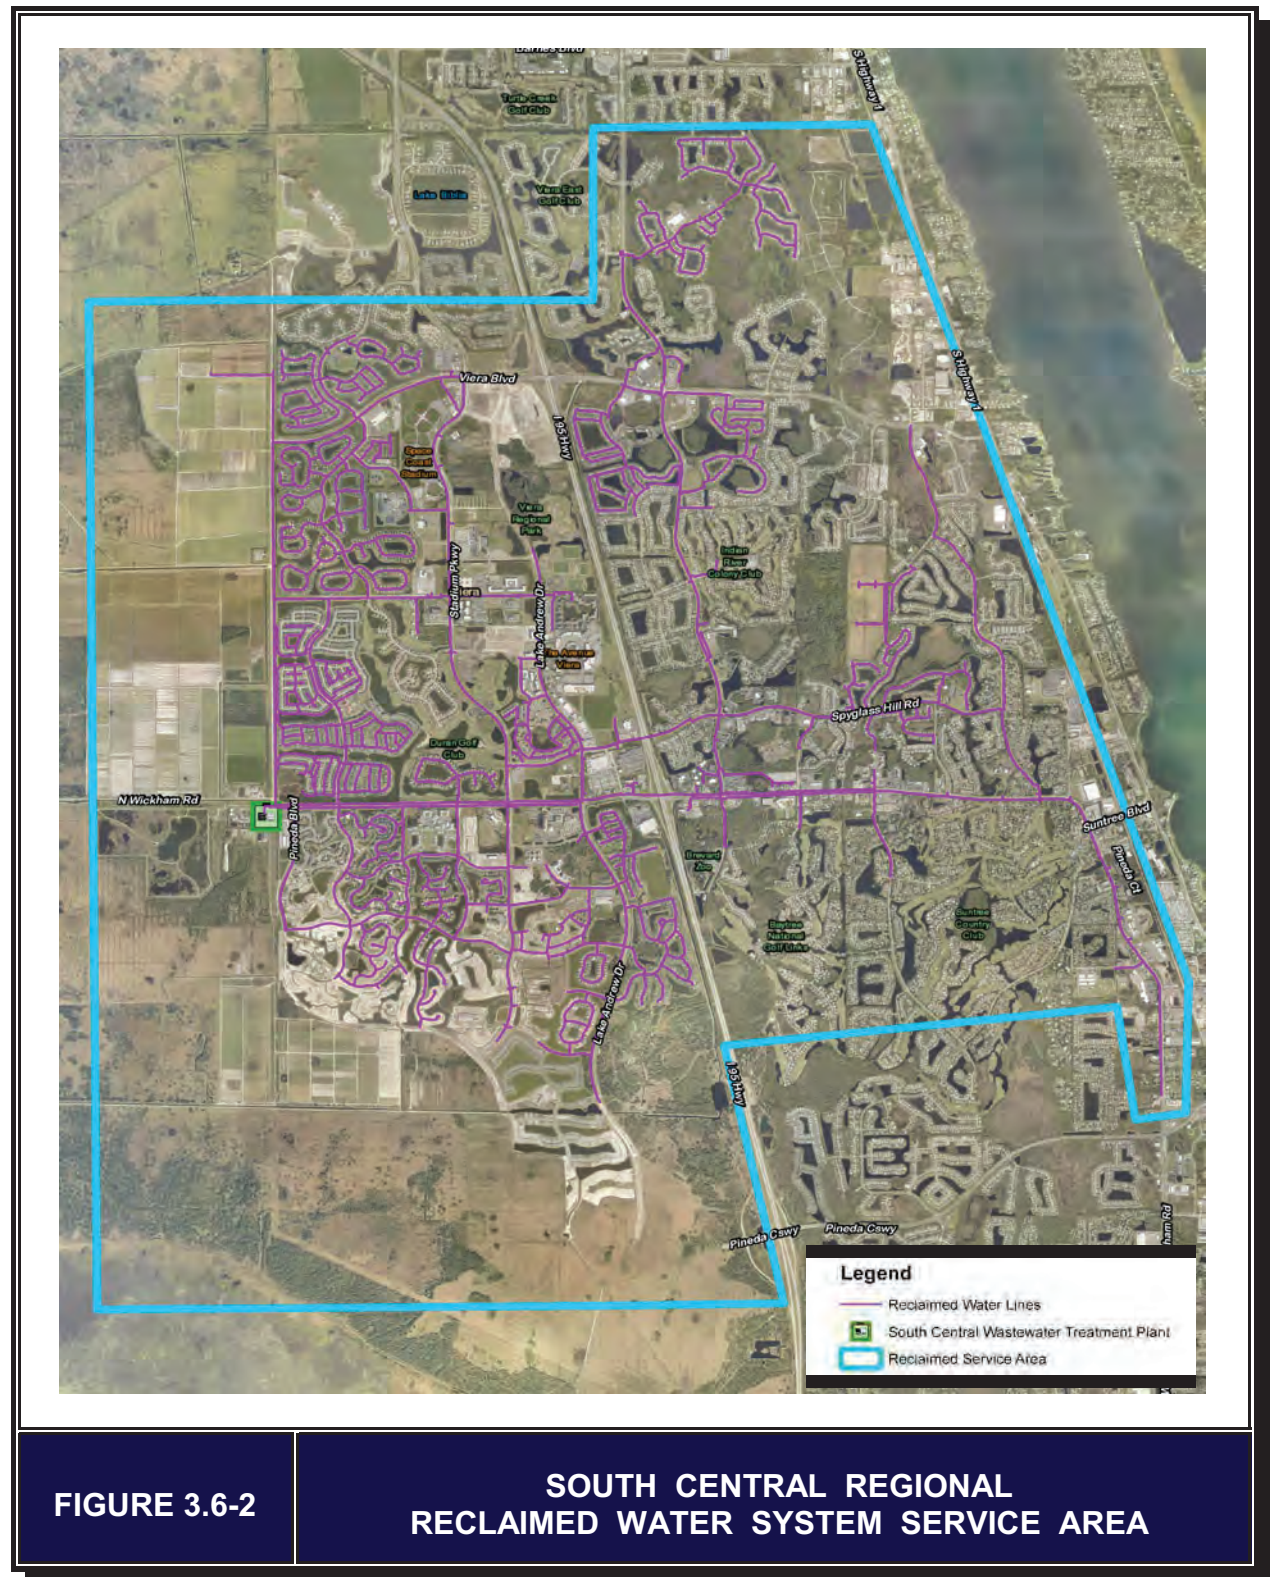 Barnes Blvd
S Highway 1
Turtle Creek
Golf Club
Lake Biblia
Viera East
Golf Club
S Highway 1
Viera Blvd
I 95 Hwy
Space
Coast
Stadium
Viera
Regional
Park
Indian
River
Colony Club
Stadium Pkwy
iera
Lake Andrew Dr
The Avenue
Viera
Spyglass Hill Rd
Duran Golf
Club
N Wickham Rd
Pineda Blvd
Suntree Blvd
Pineda Ct
Brevard
Zoo
Baytree
National
Golf Links
Suntree
Country
Club
Lake Andrew Dr
I 95 Hwy
Pineda Cswy
Pineda Cswy
ham Rd
Legend
Reclaimed Water Lines
South Central Wastewater Treatment Plant
Reclaimed Service Area
FIGURE 3.6-2
SOUTH CENTRAL REGIONAL
RECLAIMED WATER SYSTEM SERVICE AREA